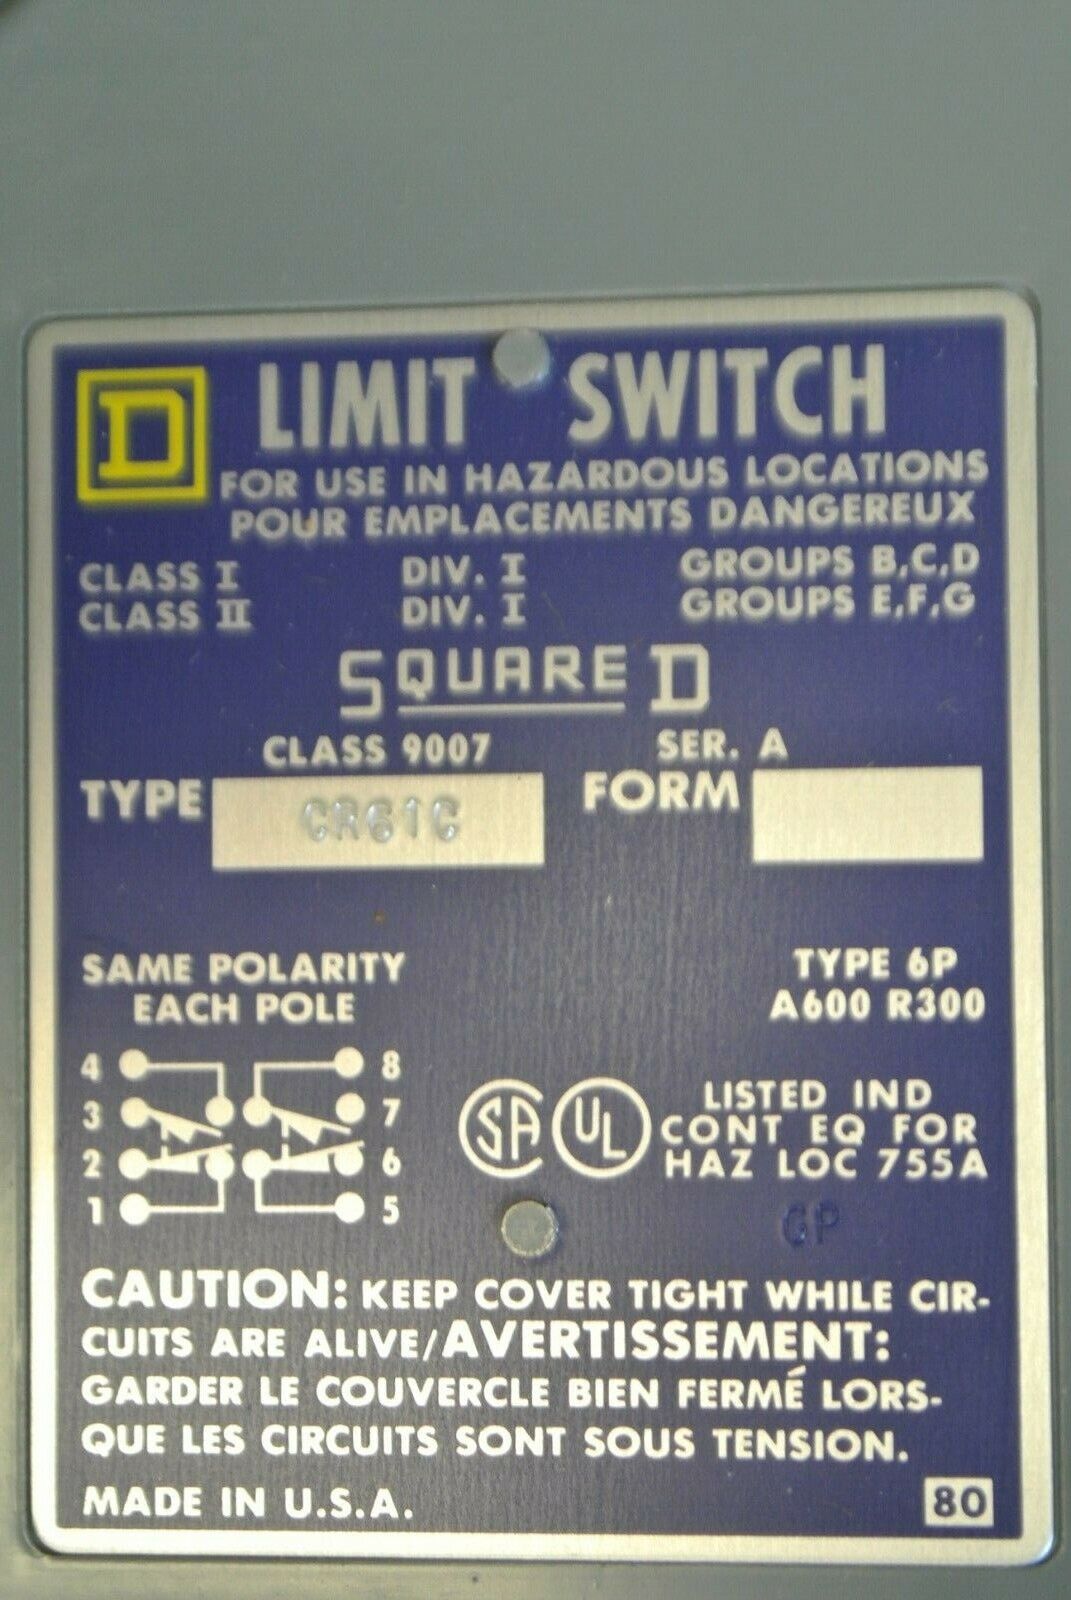 D
LIMIT SWITCH
FOR USE IN HAZARDOUS LOCATIONS
POUR EMPLACEMENTS DANGEREUX
CLASS I DIV. I GROUPS B,C,D
CLASS II DIV. I GROUPS E,F,G
SQUARE D
CLASS 9007 SER. A
TYPE CR61C FORM
SAME POLARITY
EACH POLE
TYPE 6P
A600 R300
4 8
3 7
2 6
1 5
SA UL
LISTED IND
CONT EQ FOR
HAZ LOC 755A
GP
CAUTION: KEEP COVER TIGHT WHILE CIR-
CUITS ARE ALIVE/AVERTISSEMENT:
GARDER LE COUVERCLE BIEN FERMÉ LORS-
QUE LES CIRCUITS SONT SOUS TENSION.
MADE IN U.S.A. 80